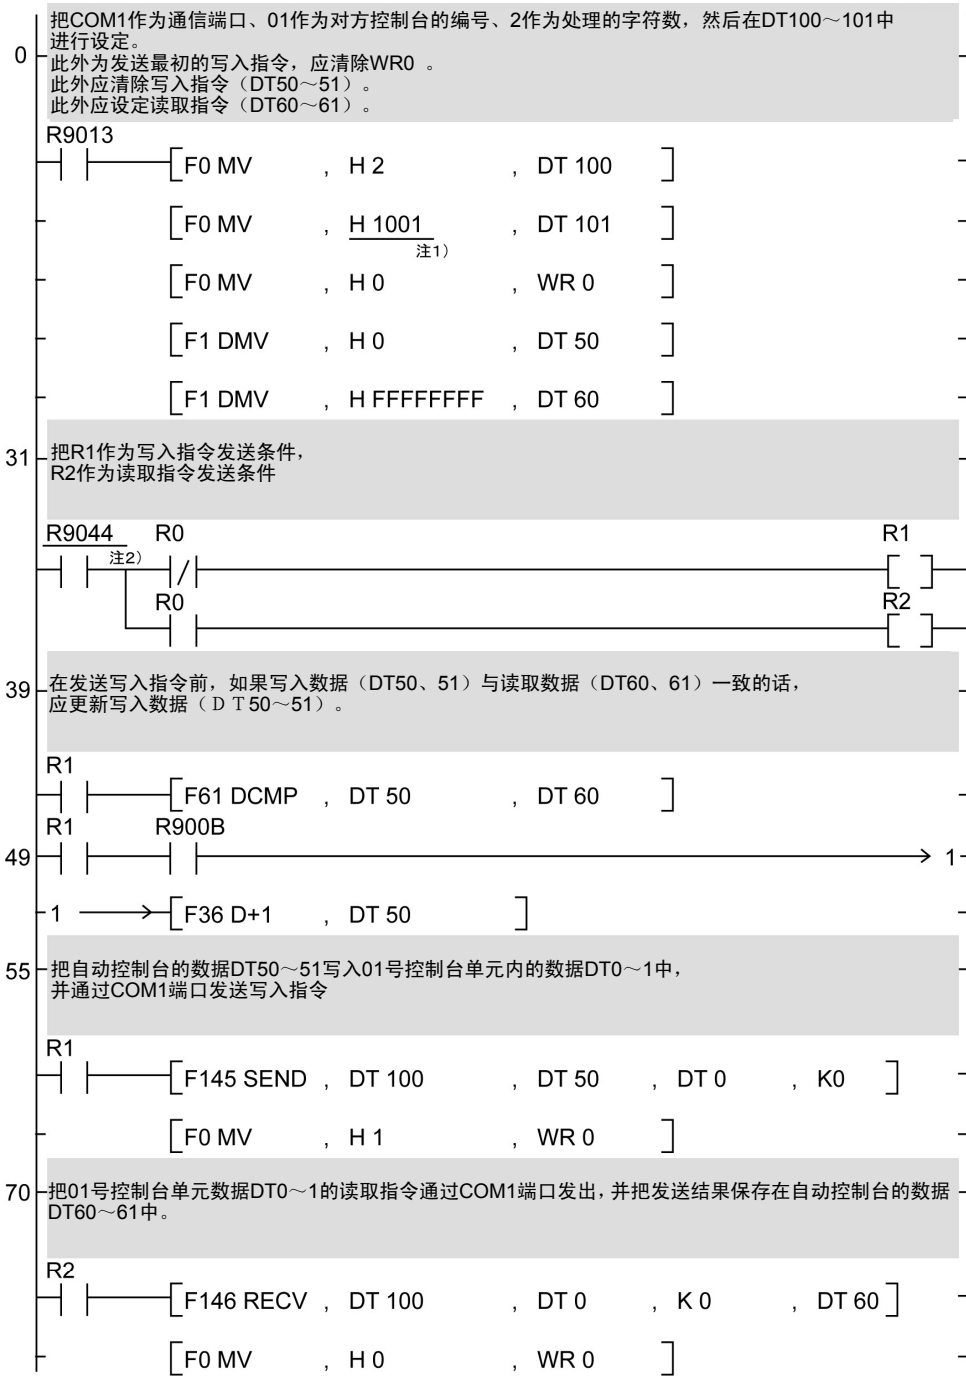 把COM1作为通信端口、01作为对方控制台的编号、2作为处理的字符数，然后在DT100～101中
进行设定。
0
此外为发送最初的写入指令，应清除WR0 。
此外应清除写入指令（DT50～51）。
此外应设定读取指令（DT60～61）。
R9013
[F0 MV , H 2 , DT 100 ]
[F0 MV , H 1001 , DT 101 ]
注1）
[F0 MV , H 0 , WR 0 ]
[F1 DMV , H 0 , DT 50 ]
[F1 DMV , H FFFFFFFF , DT 60 ]
31
把R1作为写入指令发送条件，
R2作为读取指令发送条件
R9044 R0 R1
注2）
R0 R2
39
在发送写入指令前，如果写入数据（DT50、51）与读取数据（DT60、61）一致的话，
应更新写入数据（ＤＴ50～51）。
R1
[F61 DCMP , DT 50 , DT 60 ]
R1 R900B
49 1
1 [F36 D+1 , DT 50 ]
55
把自动控制台的数据DT50～51写入01号控制台单元内的数据DT0～1中，
并通过COM1端口发送写入指令
R1
[F145 SEND , DT 100 , DT 50 , DT 0 , K0 ]
[F0 MV , H 1 , WR 0 ]
70
把01号控制台单元数据DT0～1的读取指令通过COM1端口发出，并把发送结果保存在自动控制台的数据
DT60～61中。
R2
[F146 RECV , DT 100 , DT 0 , K 0 , DT 60 ]
[F0 MV , H 0 , WR 0 ]